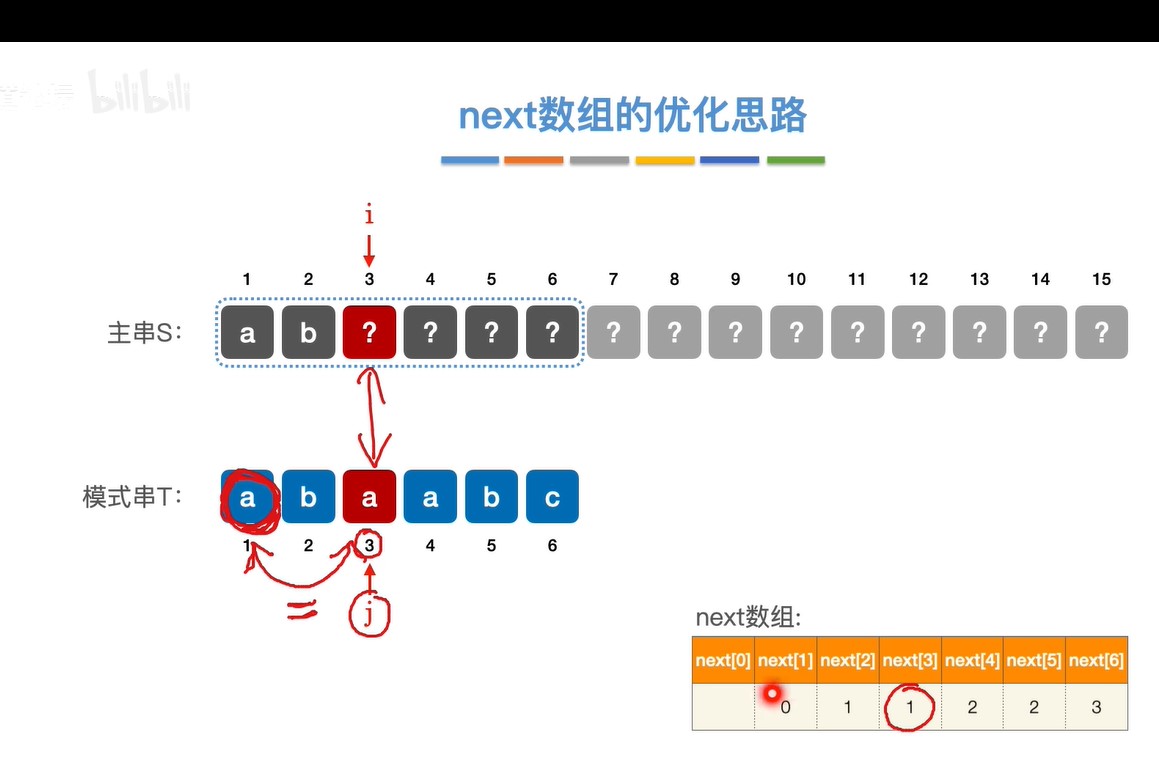 bilibili
next数组的优化思路
i
1 2 3 4 5 6 7 8 9 10 11 12 13 14 15
主串S： a b ? ? ? ? ? ? ? ? ? ? ? ? ?
模式串T： a b a a b c
1 2 3 4 5 6
= j
next数组:
next[0] next[1] next[2] next[3] next[4] next[5] next[6]
0 1 1 2 2 3